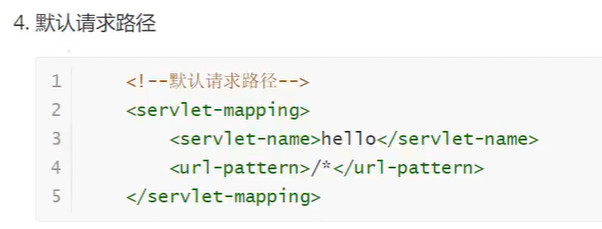 4. 默认请求路径
1 <!--默认请求路径-->
2 <servlet-mapping>
3 <servlet-name>hello</servlet-name>
4 <url-pattern>/*</url-pattern>
5 </servlet-mapping>